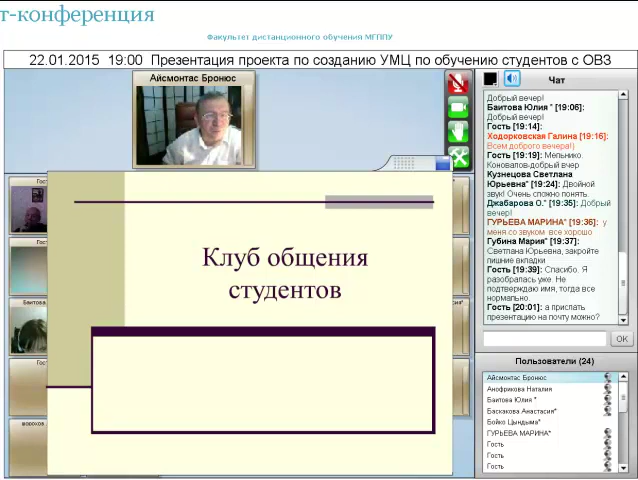 т-конференция
Факультет дистанционного обучения МГППУ
22.01.2015 19:00 Презентация проекта по созданию УМЦ по обучению студентов с ОВЗ
Айсмонтас Бронюс
Гост
Гост
Баитова
Гост
Клуб общения
студентов
Чат
Добрый вечер!
Баитова Юлия * [19:06]:
Добрый вечер!
Гость [19:14]:
Ходорковская Галина [19:16]:
Всем доброго вечера!)
Гость [19:19]: Мельнико.
Коновалов-добрый вечр
Кузнецова Светлана
Юрьевна* [19:24]: Двойной
звук! Очень сложно понять.
Джабарова О.* [19:35]: Добрый
вечер!
ГУРЬЕВА МАРИНА* [19:36]: у
меня со звуком все хорошо
Губина Мария* [19:37]:
Светлана Юрьевна, закройте
лишние вкладки
Гость [19:39]: Спасибо. Я
разобралась уже. Не
подтверждаю имя, тогда все
нормально.
Гость [20:01]: а прислать
презентацию на почту можно?
OK
Пользователи (24)
Айсмонтас Бронюс
Анофрикова Наталия
Баитова Юлия *
Баскакова Анастасия*
Бойко Цындыма*
ГУРЬЕВА МАРИНА*
Гость
Гость
Гость